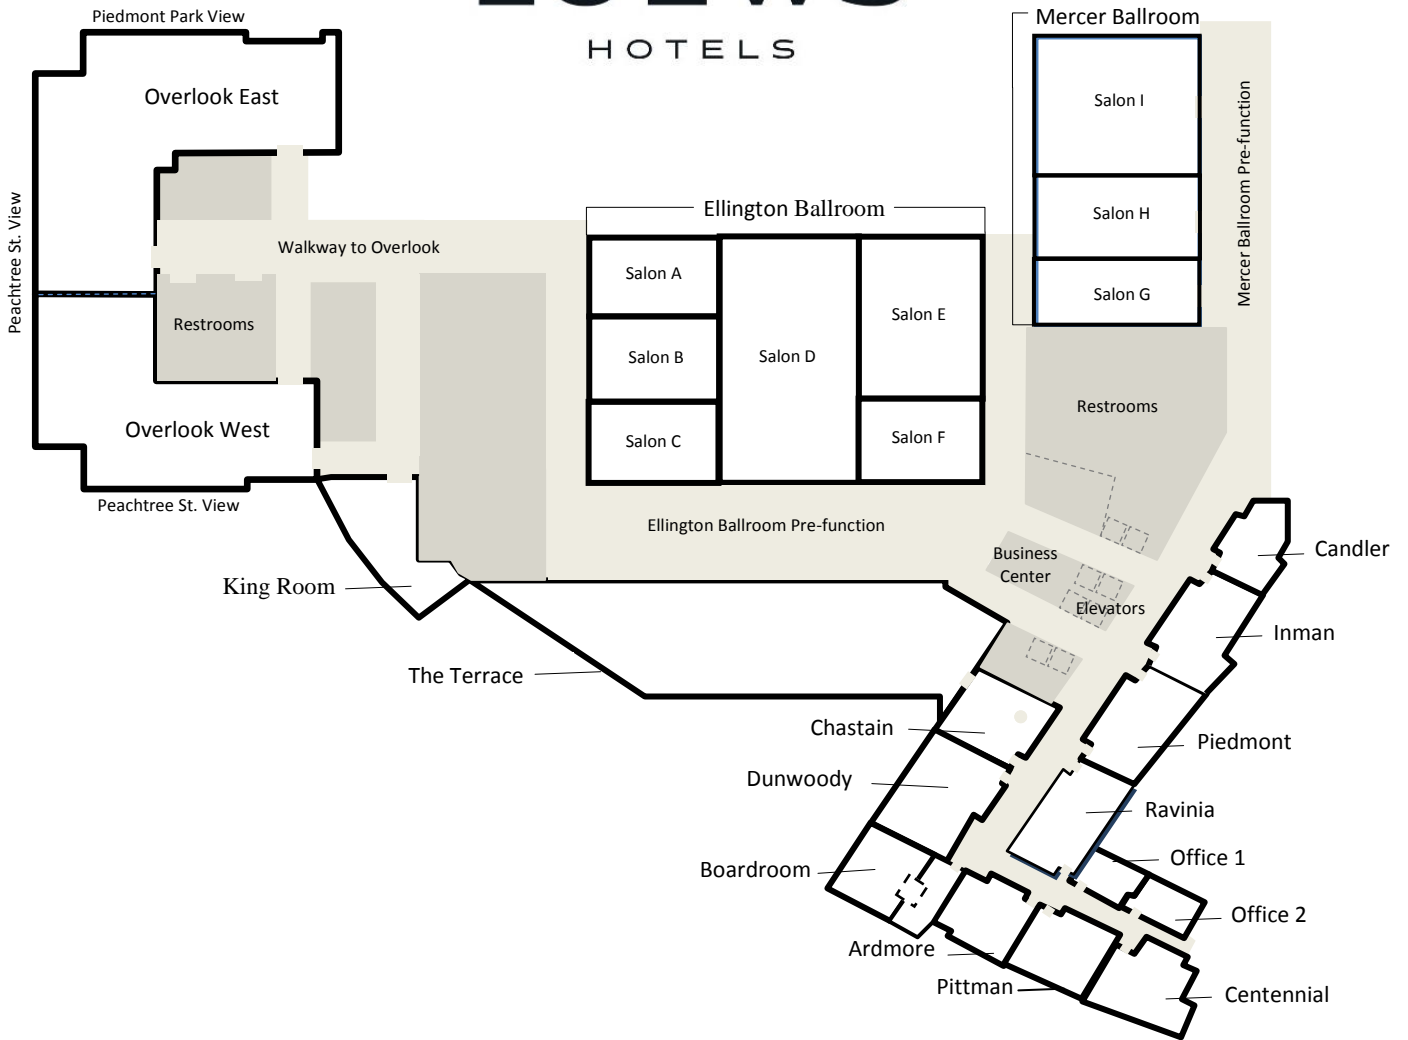 HOTELS
Piedmont Park View
Mercer Ballroom
Overlook East
Salon I
Mercer Ballroom Pre-function
Peachtree St. View
Ellington Ballroom
Salon H
Walkway to Overlook
Salon A
Salon G
Salon E
Restrooms
Salon B
Salon D
Restrooms
Overlook West
Salon C
Salon F
Peachtree St. View
Ellington Ballroom Pre-function
Business
Center
Candler
King Room
Elevators
Inman
The Terrace
Chastain
Piedmont
Dunwoody
Ravinia
Boardroom
Office 1
Office 2
Ardmore
Pittman
Centennial